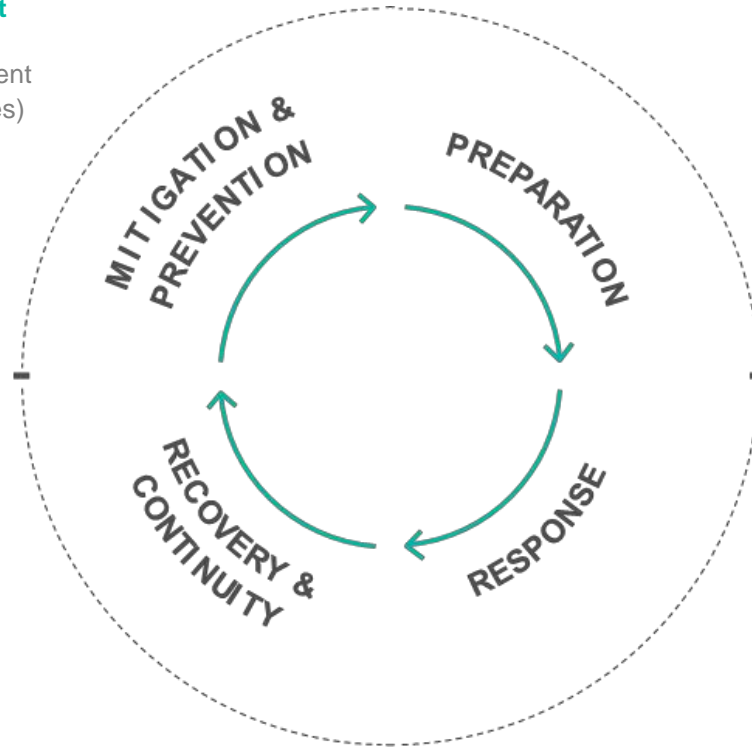 MITIGATION &
PREVENTION
PREPARATION
RESPONSE
RECOVERY &
CONTINUITY